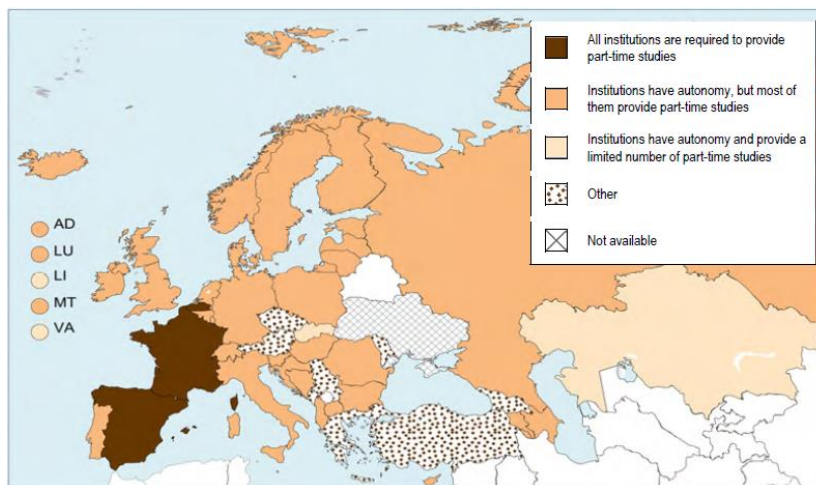 All institutions are required to provide
part-time studies
Institutions have autonomy, but most of
them provide part-time studies
Institutions have autonomy and provide a
limited number of part-time studies
Other
Not available
AD
LU
LI
MT
VA